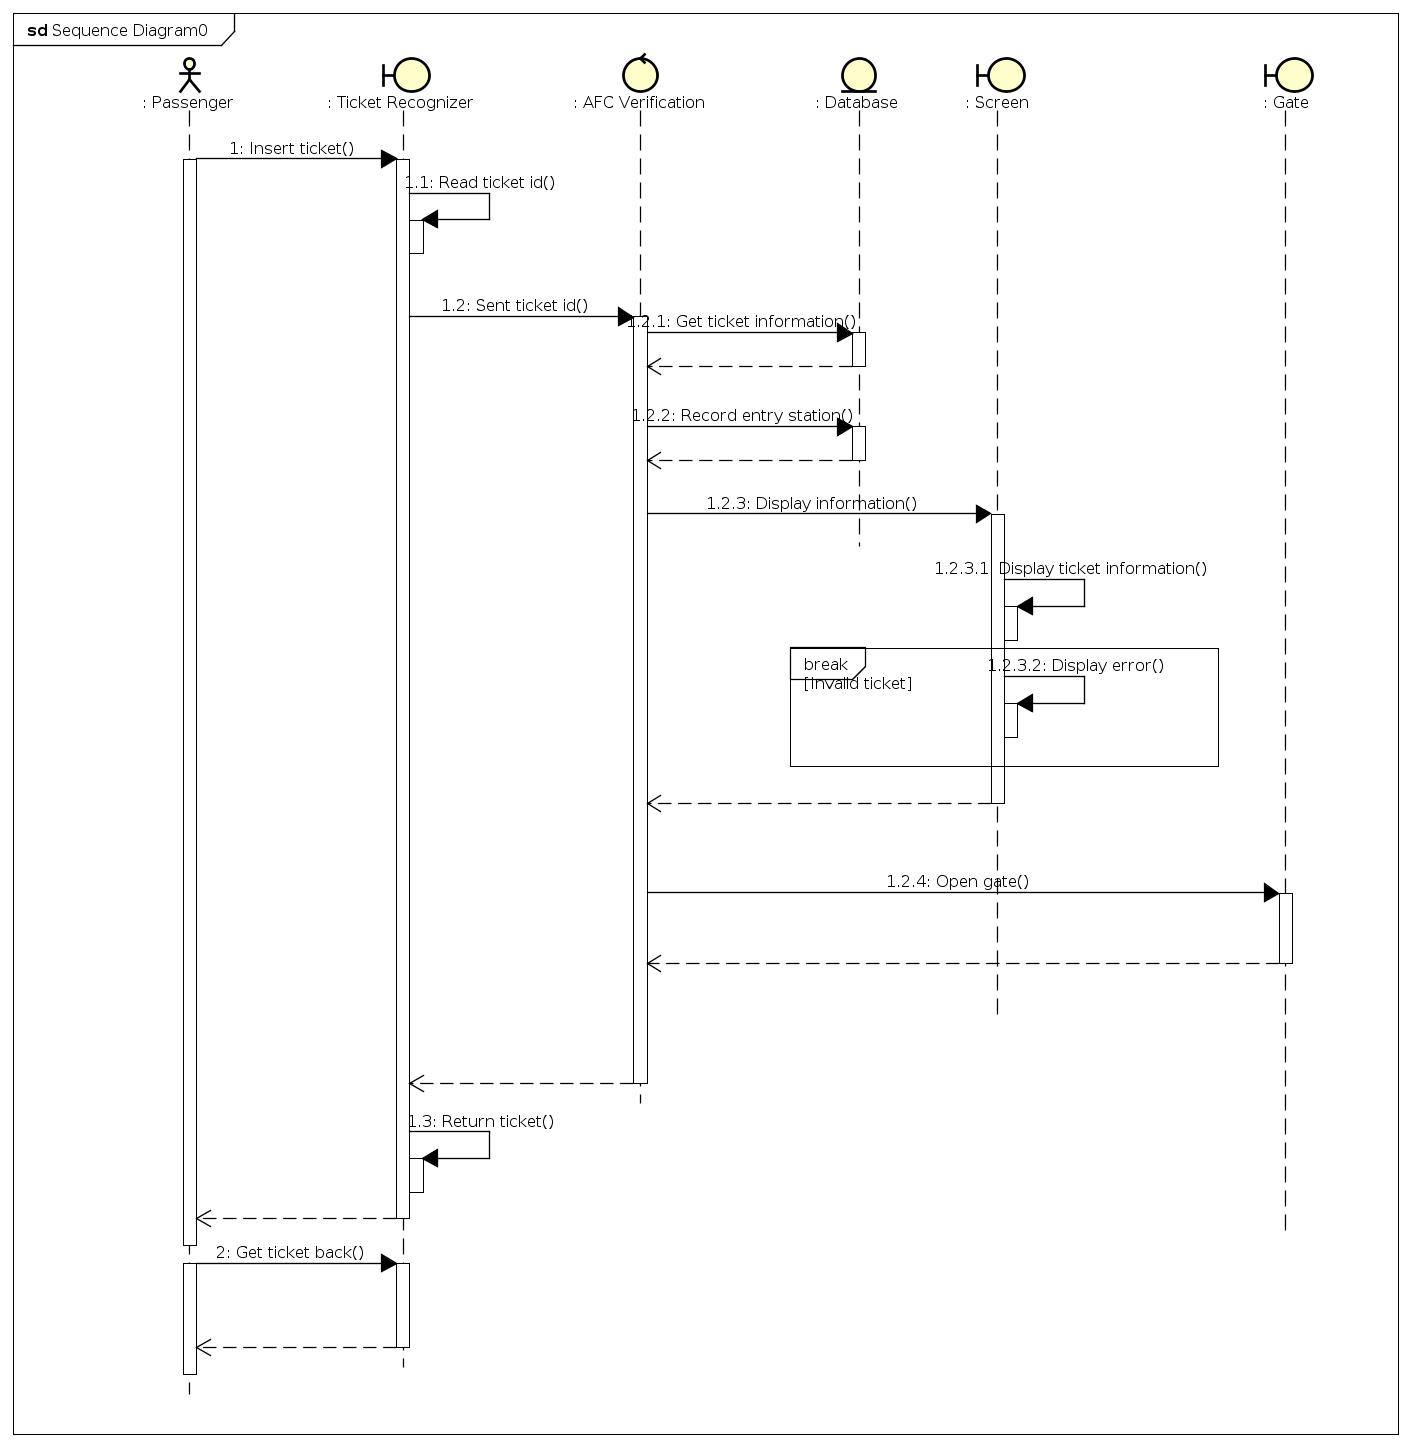 sd Sequence Diagram0
: Passenger
: Ticket Recognizer
: AFC Verification
: Database
: Screen
: Gate
1: Insert ticket()
1.1: Read ticket id()
1.2: Sent ticket id()
1.2.1: Get ticket information()
1.2.2: Record entry station()
1.2.3: Display information()
1.2.3.1: Display ticket information()
break
1.2.3.2: Display error()
[Invalid ticket]
1.2.4: Open gate()
1.3: Return ticket()
2: Get ticket back()